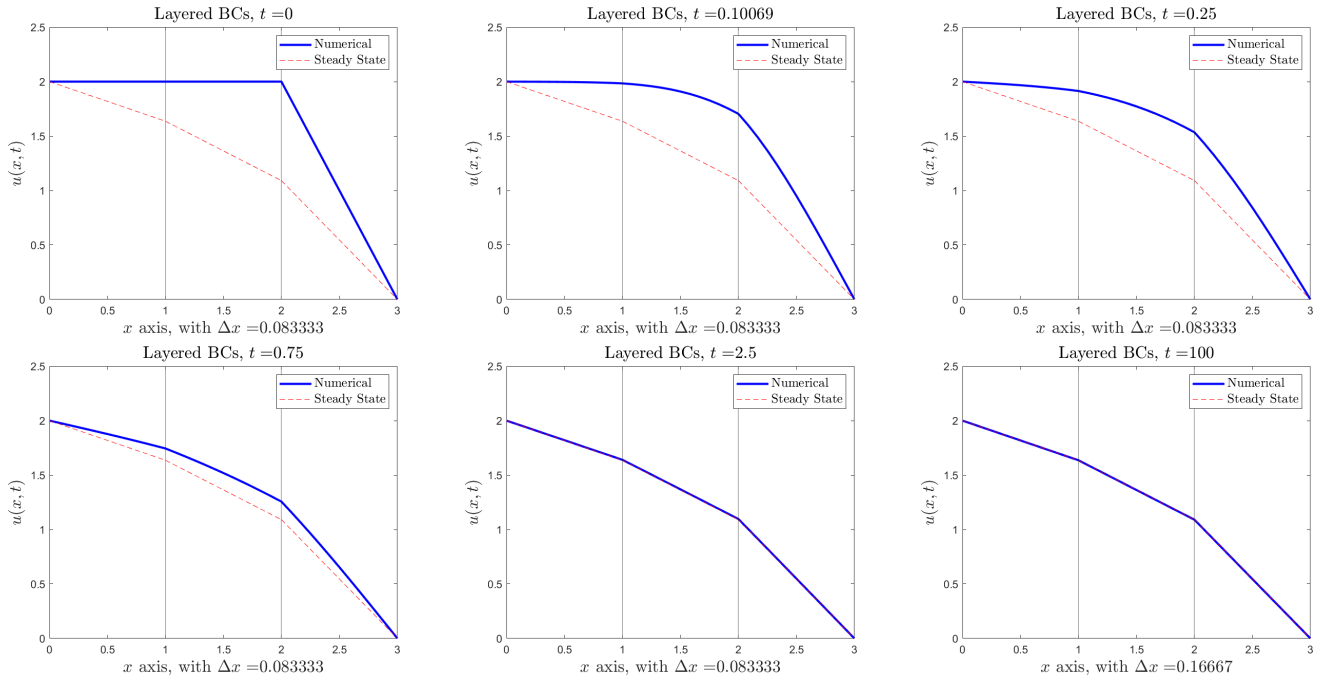 Layered BCs, t =0
2.5
2
1.5
1
0.5
0
u(x, t)
Numerical
Steady State
0 0.5 1 1.5 2 2.5 3
x axis, with Δx =0.083333
Layered BCs, t =0.10069
2.5
2
1.5
1
0.5
0
u(x, t)
Numerical
Steady State
0 0.5 1 1.5 2 2.5 3
x axis, with Δx =0.083333
Layered BCs, t =0.25
2.5
2
1.5
1
0.5
0
u(x, t)
Numerical
Steady State
0 0.5 1 1.5 2 2.5 3
x axis, with Δx =0.083333
Layered BCs, t =0.75
2.5
2
1.5
1
0.5
0
u(x, t)
Numerical
Steady State
0 0.5 1 1.5 2 2.5 3
x axis, with Δx =0.083333
Layered BCs, t =2.5
2.5
2
1.5
1
0.5
0
u(x, t)
Numerical
Steady State
0 0.5 1 1.5 2 2.5 3
x axis, with Δx =0.083333
Layered BCs, t =100
2.5
2
1.5
1
0.5
0
u(x, t)
Numerical
Steady State
0 0.5 1 1.5 2 2.5 3
x axis, with Δx =0.16667